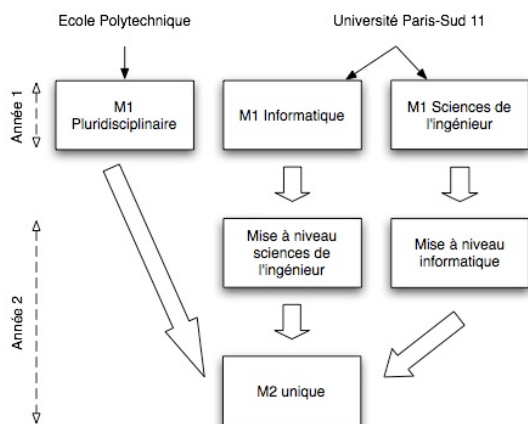 Ecole Polytechnique
Université Paris-Sud 11
Année 1
M1
Pluridisciplinaire
M1 Informatique
M1 Sciences de
l'ingénieur
Année 2
Mise à niveau
sciences de
l'ingénieur
Mise à niveau
informatique
M2 unique